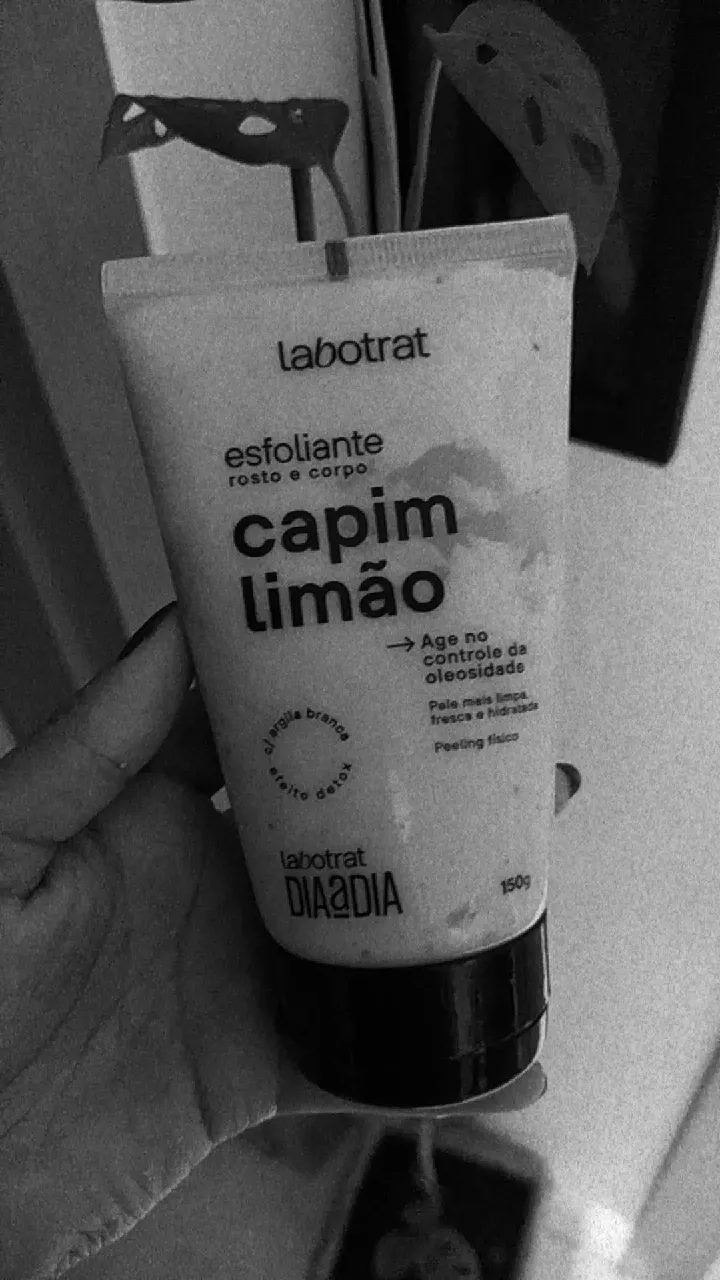 labotrat
esfoliante
rosto e corpo
capim
limão
→ Age no
controle da
oleosidade
Pele mais limpa,
fresca e hidratada
Peeling físico
c/ argila branca
efeito detox
labotrat
DIAaDIA
150g